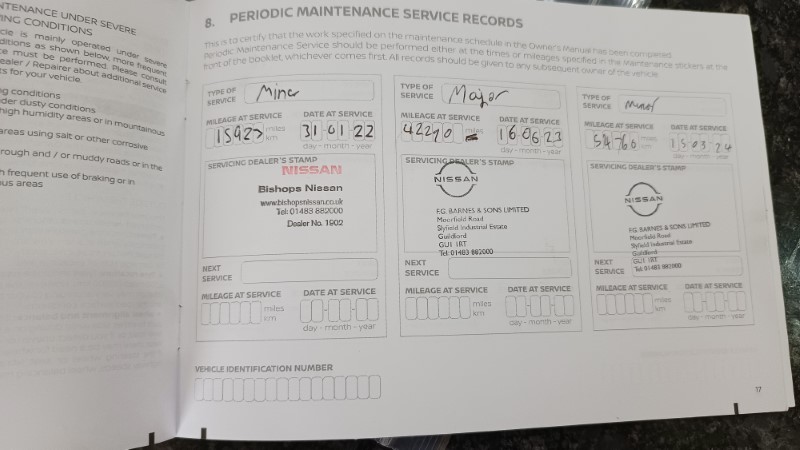 NTENANCE UNDER SEVERE
ING CONDITIONS
cle is mainly operated under severe
ditions as shown below, more frequent
ce must be performed. Please consult
ealer / Repairer about additional service
ts for your vehicle.
ng conditions
der dusty conditions
high humidity areas or in mountainous
areas using salt or other corrosive
rough and / or muddy roads or in the
h frequent use of braking or in
ous areas
8. PERIODIC MAINTENANCE SERVICE RECORDS
This is to certify that the work specified on the maintenance schedule in the Owner's Manual has been completed.
Periodic Maintenance Service should be performed either at the times or mileages specified in the Maintenance stickers at the
front of the booklet, whichever comes first. All records should be given to any subsequent owner of the vehicle.
TYPE OF SERVICE Minor
MILEAGE AT SERVICE DATE AT SERVICE
15927 miles km 31 01 22
day - month - year
SERVICING DEALER'S STAMP
NISSAN
Bishops Nissan
www.bishopsnissan.co.uk
Tel: 01483 882000
Dealer No. 1902
NEXT SERVICE
MILEAGE AT SERVICE DATE AT SERVICE
miles km
day - month - year
TYPE OF SERVICE Major
MILEAGE AT SERVICE DATE AT SERVICE
42210 miles 16 06 23
day - month - year
SERVICING DEALER'S STAMP
NISSAN
F.G. BARNES & SONS LIMITED
Moorfield Road
Slyfield Industrial Estate
Guildford
GU1 1RT
Tel: 01483 882000
NEXT SERVICE
MILEAGE AT SERVICE DATE AT SERVICE
miles km
day - month - year
TYPE OF SERVICE Minor
MILEAGE AT SERVICE DATE AT SERVICE
54760 miles km 15 03 24
day - month - year
SERVICING DEALER'S STAMP
NISSAN
F.G. BARNES & SONS LIMITED
Moorfield Road
Slyfield Industrial Estate
Guildford
GU1 1RT
Tel: 01483 882000
NEXT SERVICE
MILEAGE AT SERVICE DATE AT SERVICE
miles km
day - month - year
VEHICLE IDENTIFICATION NUMBER
17